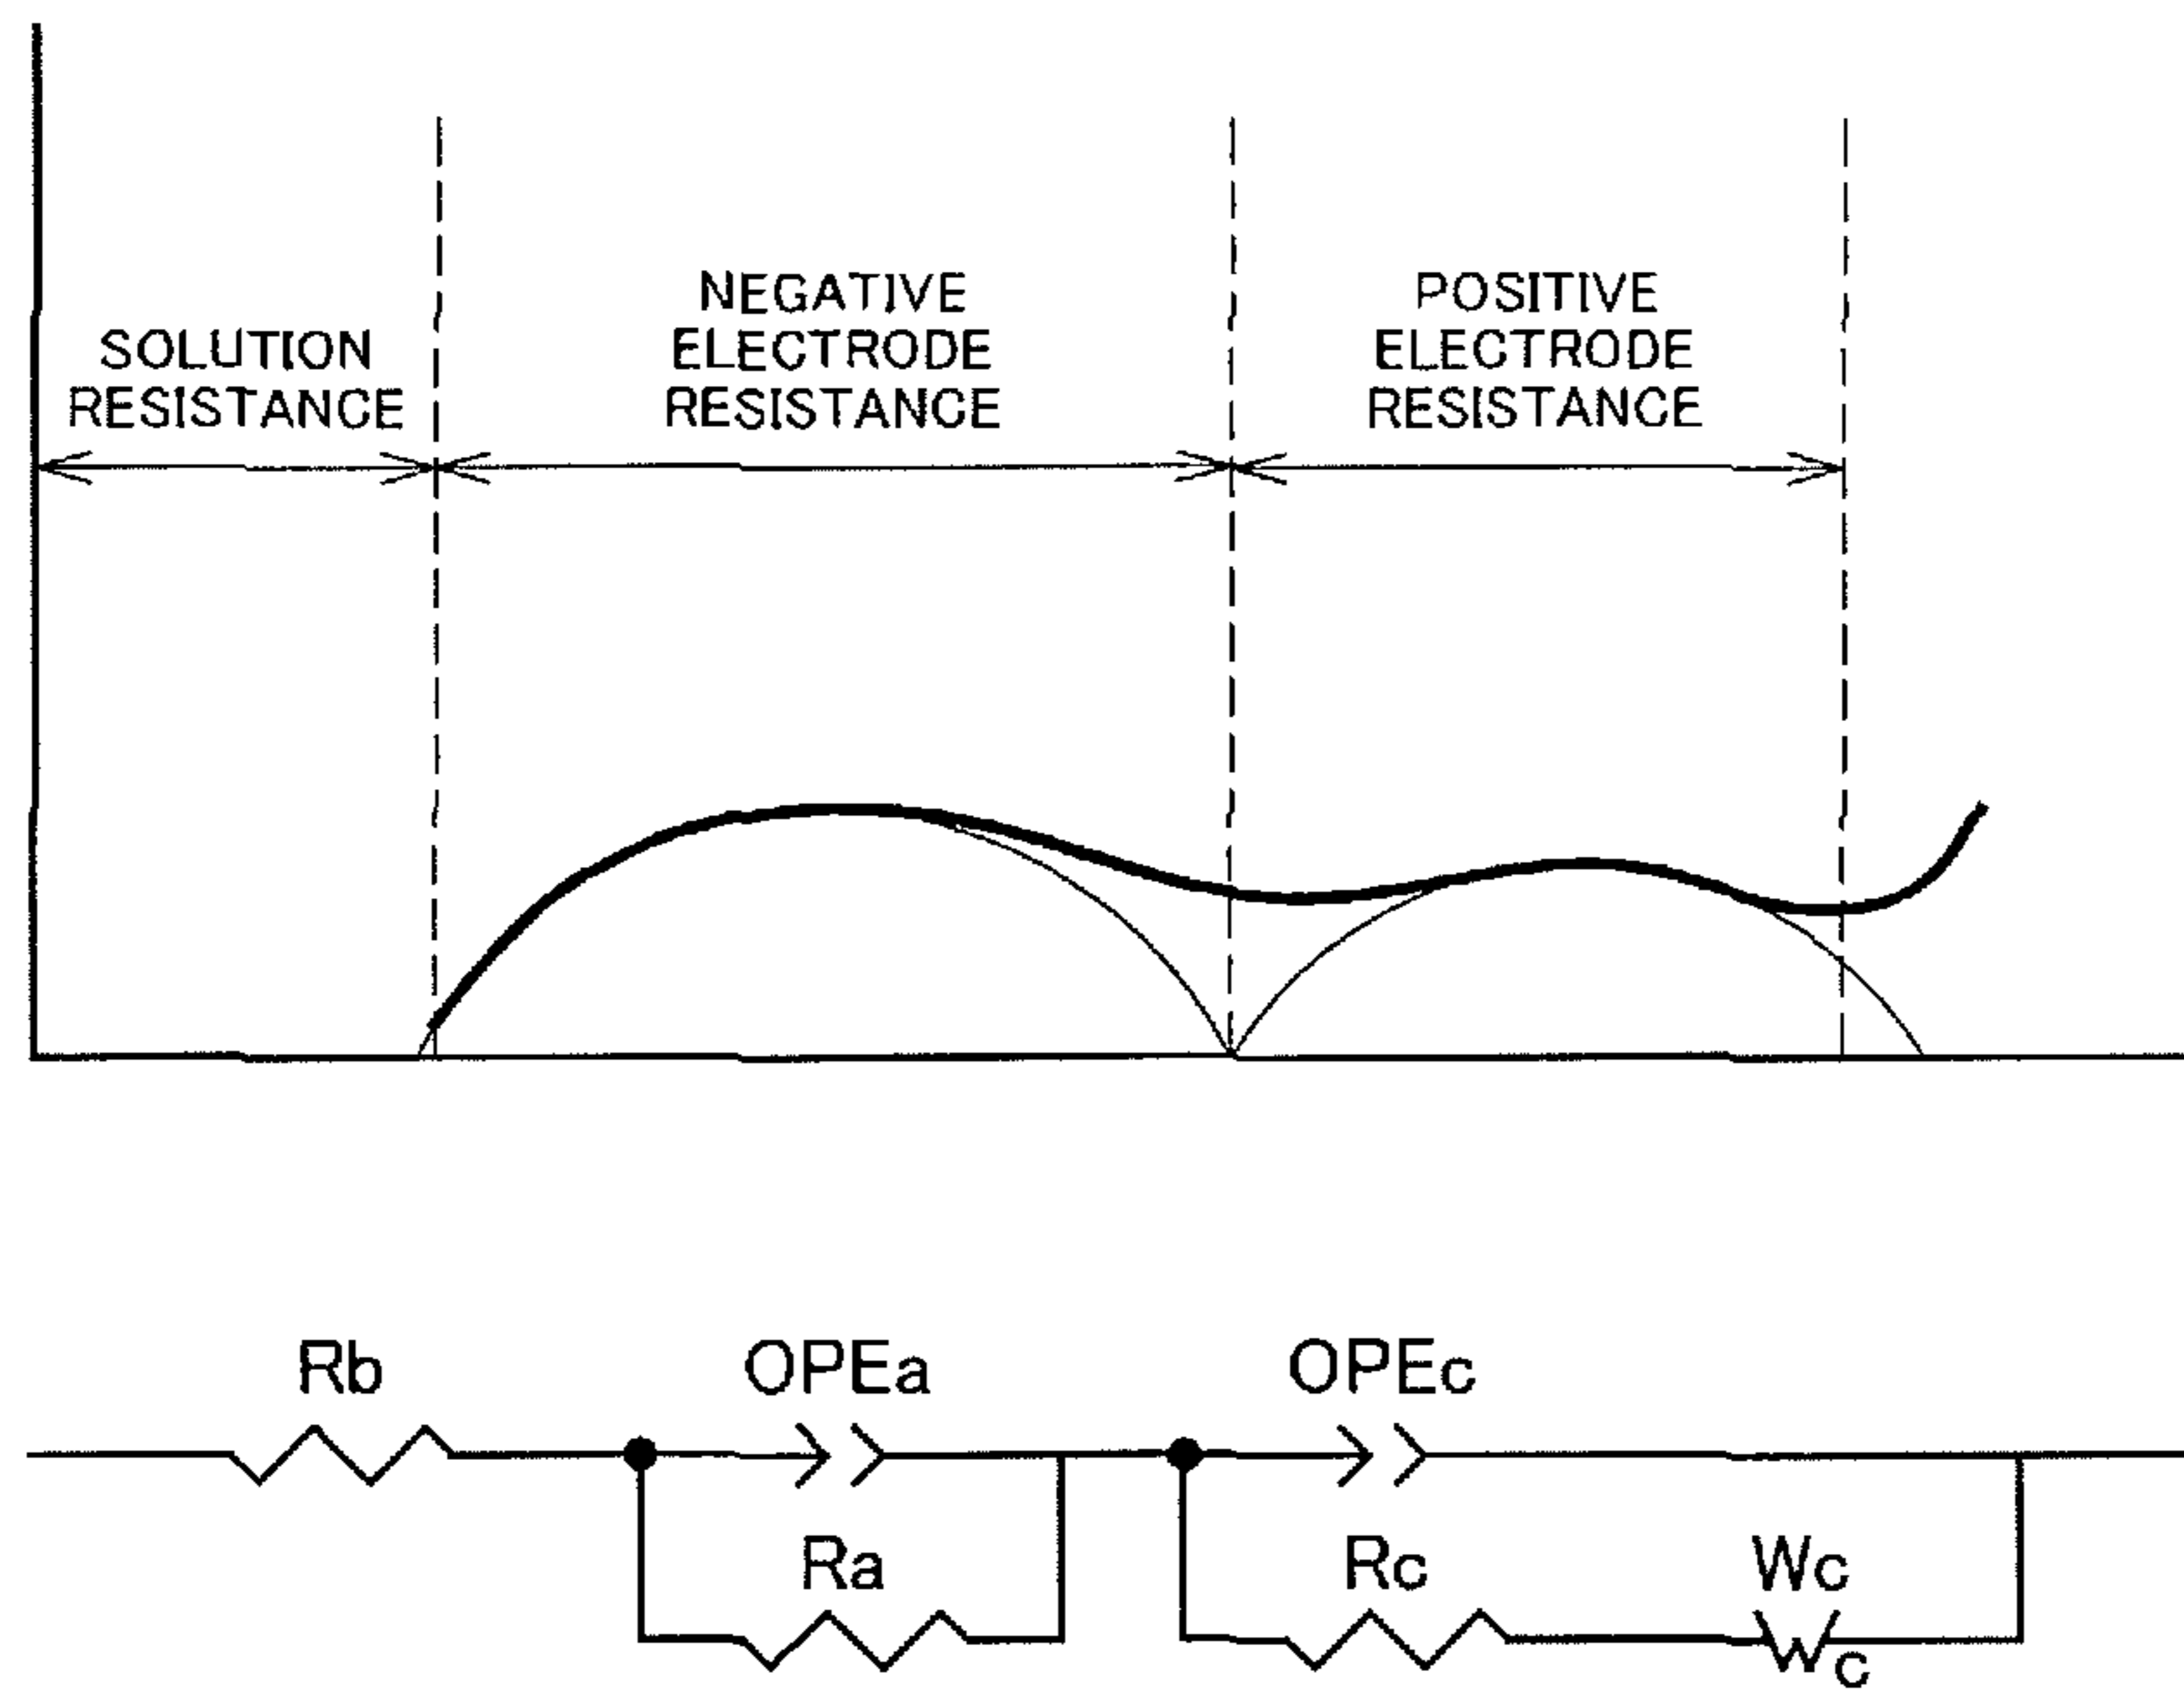 SOLUTION
RESISTANCE
NEGATIVE
ELECTRODE
RESISTANCE
POSITIVE
ELECTRODE
RESISTANCE
Rb
OPEa
OPEc
Ra
Rc
Wc
Wc